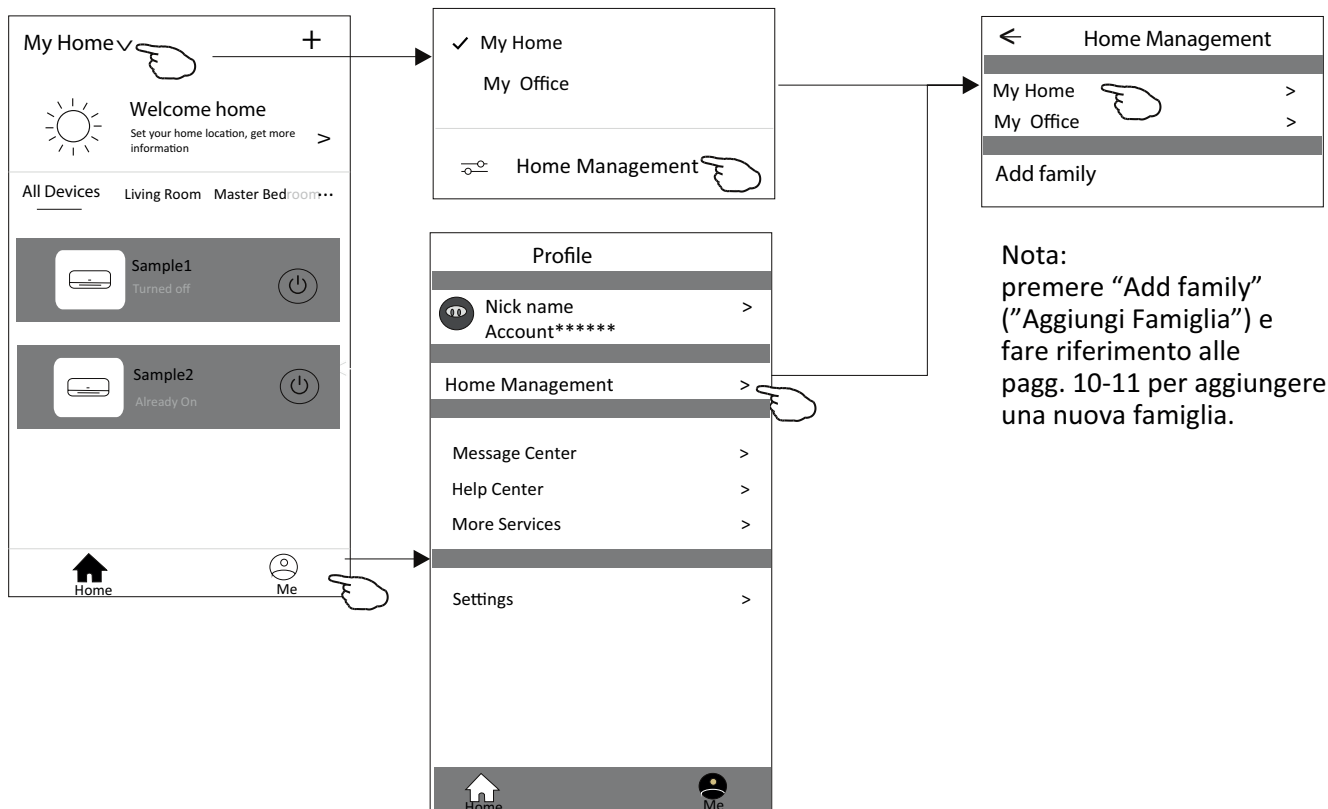 My Home
+
Welcome home
Set your home location, get more
information
>
All Devices Living Room Master Bedroom...
Sample1
Turned off
Sample2
Already On
Home
Me
✓ My Home
My Office
Home Management
Profile
Nick name >
Account******
Home Management >
Message Center >
Help Center >
More Services >
Settings >
Home
Me
Home Management
My Home >
My Office >
Add family
Nota:
premere “Add family”
(”Aggiungi Famiglia”) e
fare riferimento alle
pagg. 10-11 per aggiungere
una nuova famiglia.